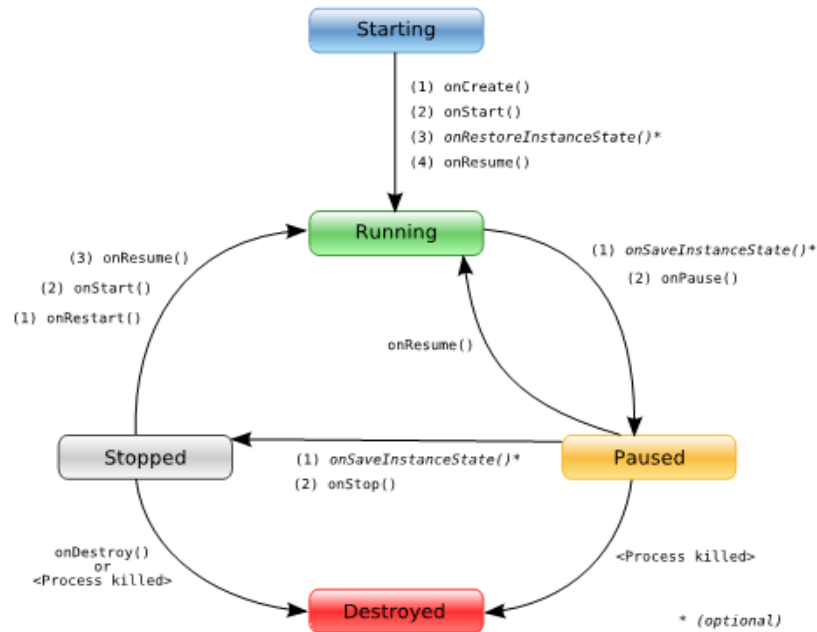 Starting
(1) onCreate()
(2) onStart()
(3) onRestoreInstanceState()*
(4) onResume()
Running
(3) onResume()
(2) onStart()
(1) onRestart()
(1) onSaveInstanceState()*
(2) onPause()
onResume()
Stopped
(1) onSaveInstanceState()*
(2) onStop()
Paused
onDestroy()
or
<Process killed>
<Process killed>
Destroyed
* (optional)